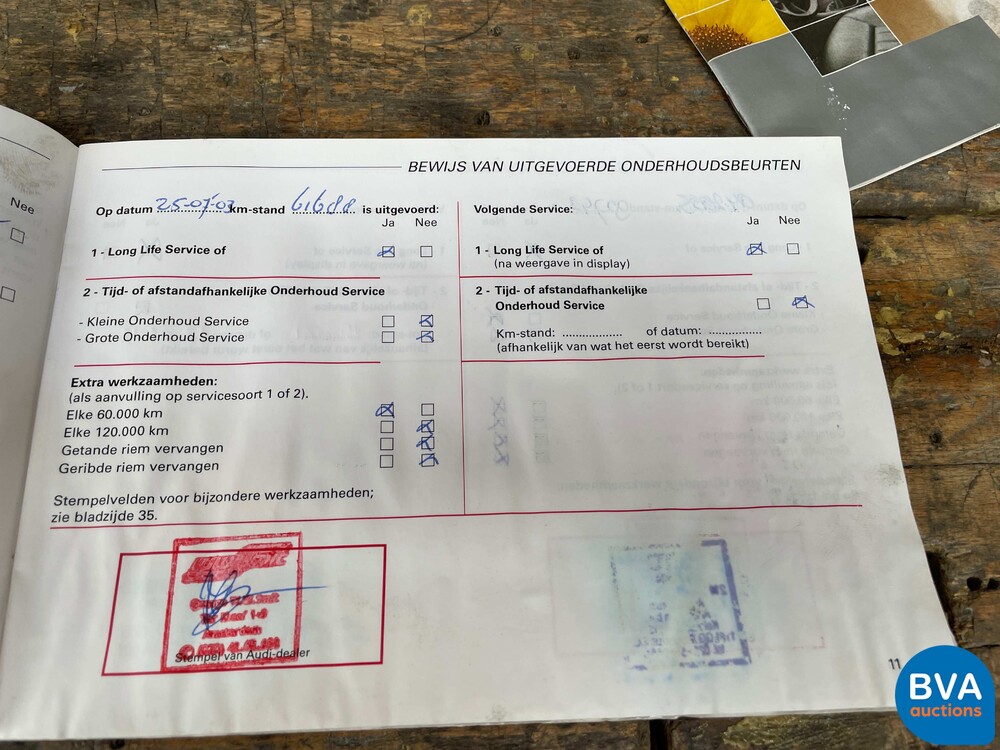 BEWIJS VAN UITGEVOERDE ONDERHOUDSBEURTEN
Op datum 25-07-03 km-stand 61688 is uitgevoerd:
Ja Nee
1 - Long Life Service of
2 - Tijd- of afstandafhankelijke Onderhoud Service
- Kleine Onderhoud Service
- Grote Onderhoud Service
Extra werkzaamheden:
(als aanvulling op servicesoort 1 of 2).
Elke 60.000 km
Elke 120.000 km
Getande riem vervangen
Geribde riem vervangen
Stempelvelden voor bijzondere werkzaamheden;
zie bladzijde 35.
Volgende Service:
Ja Nee
1 - Long Life Service of
(na weergave in display)
2 - Tijd- of afstandafhankelijke
Onderhoud Service
Km-stand: .................. of datum: ................
(afhankelijk van wat het eerst wordt bereikt)
Amsterdam
Stempel van Audi-dealer
11
Nee
BVA
auctions